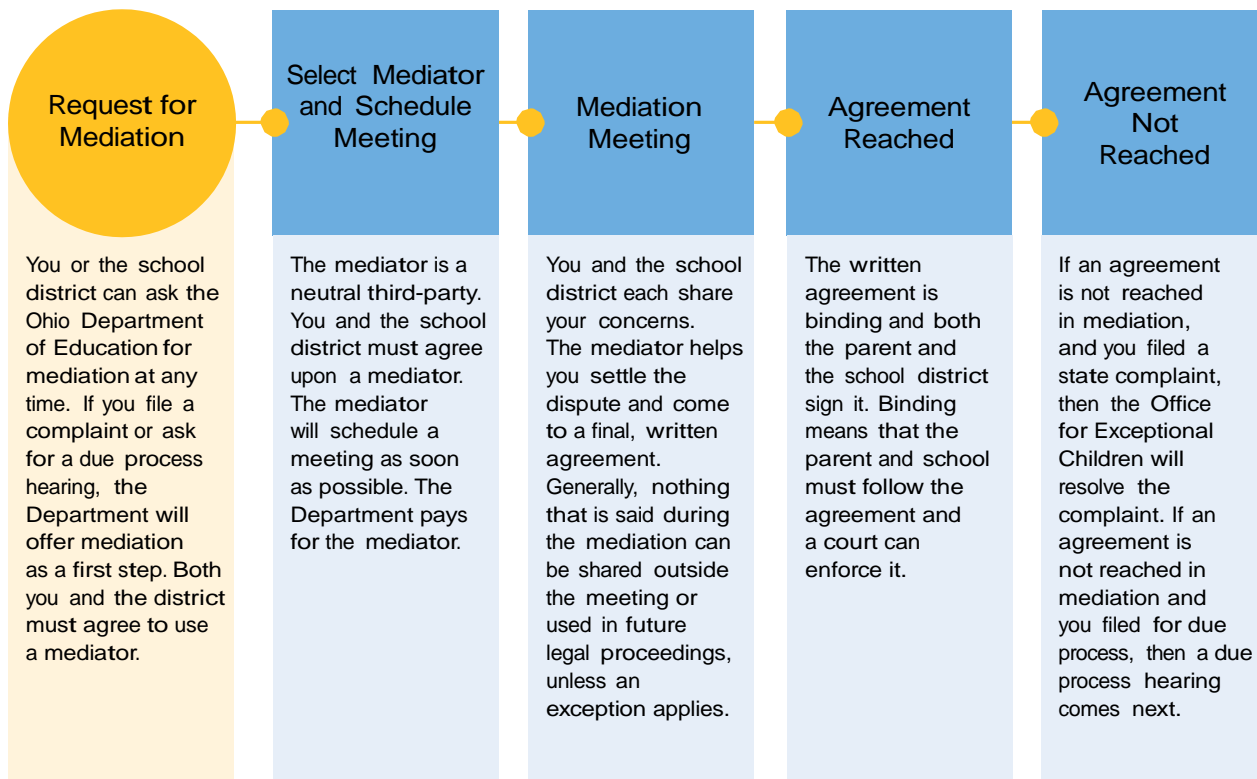 Request for
Mediation
You or the school
district can ask the
Ohio Department
of Education for
mediation at any
time. If you file a
complaint or ask
for a due process
hearing, the
Department will
offer mediation
as a first step. Both
you and the district
must agree to use
a mediator.
Select Mediator
and Schedule
Meeting
The mediator is a
neutral third-party.
You and the school
district must agree
upon a mediator.
The mediator
will schedule a
meeting as soon
as possible. The
Department pays
for the mediator.
Mediation
Meeting
You and the school
district each share
your concerns.
The mediator helps
you settle the
dispute and come
to a final, written
agreement.
Generally, nothing
that is said during
the mediation can
be shared outside
the meeting or
used in future
legal proceedings,
unless an
exception applies.
Agreement
Reached
The written
agreement is
binding and both
the parent and
the school district
sign it. Binding
means that the
parent and school
must follow the
agreement and
a court can
enforce it.
Agreement
Not
Reached
If an agreement
is not reached
in mediation,
and you filed a
state complaint,
then the Office
for Exceptional
Children will
resolve the
complaint. If an
agreement is
not reached in
mediation and
you filed for due
process, then a due
process hearing
comes next.